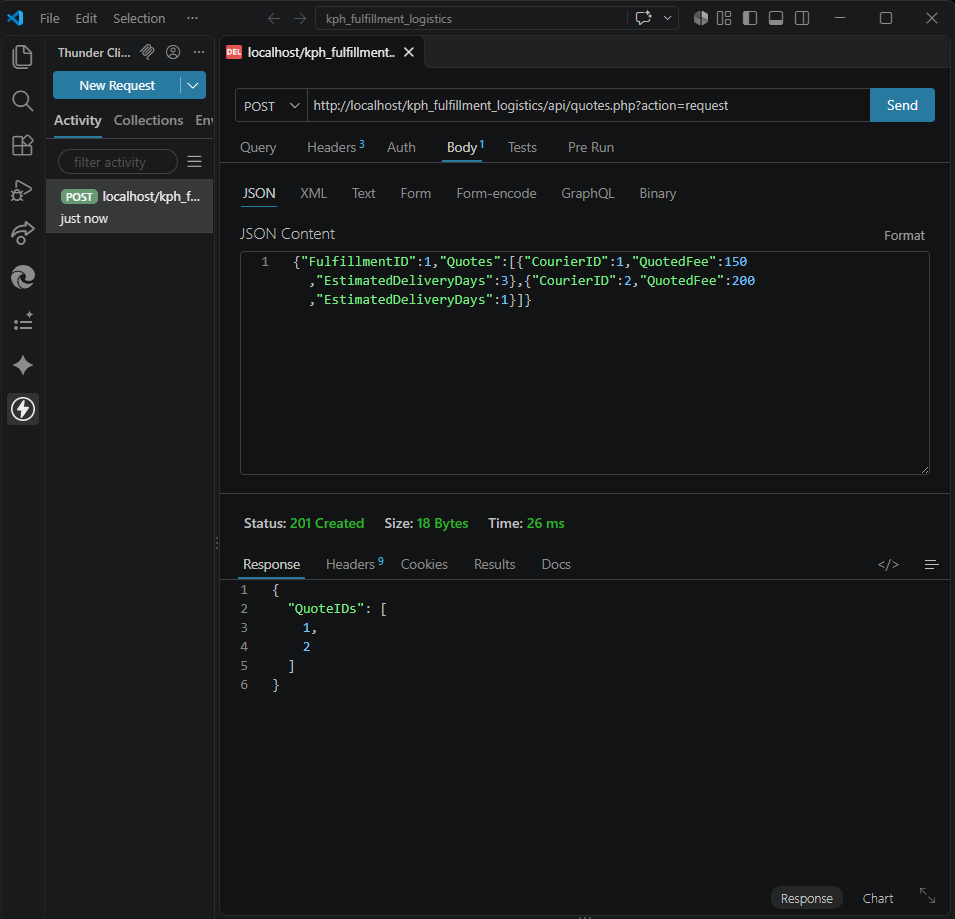 File Edit Selection ··· kph_fulfillment_logistics
Thunder Cli... ···
New Request
Activity Collections En
filter activity
POST localhost/kph_f...
just now
DEL localhost/kph_fulfillment..
POST http://localhost/kph_fulfillment_logistics/api/quotes.php?action=request Send
Query Headers 3 Auth Body 1 Tests Pre Run
JSON XML Text Form Form-encode GraphQL Binary
JSON Content Format
1 {"FulfillmentID":1,"Quotes":[{"CourierID":1,"QuotedFee":150
,"EstimatedDeliveryDays":3},{"CourierID":2,"QuotedFee":200
,"EstimatedDeliveryDays":1}]}
Status: 201 Created Size: 18 Bytes Time: 26 ms
Response Headers 9 Cookies Results Docs </>
1 {
2 "QuoteIDs": [
3 1,
4 2
5 ]
6 }
Response Chart